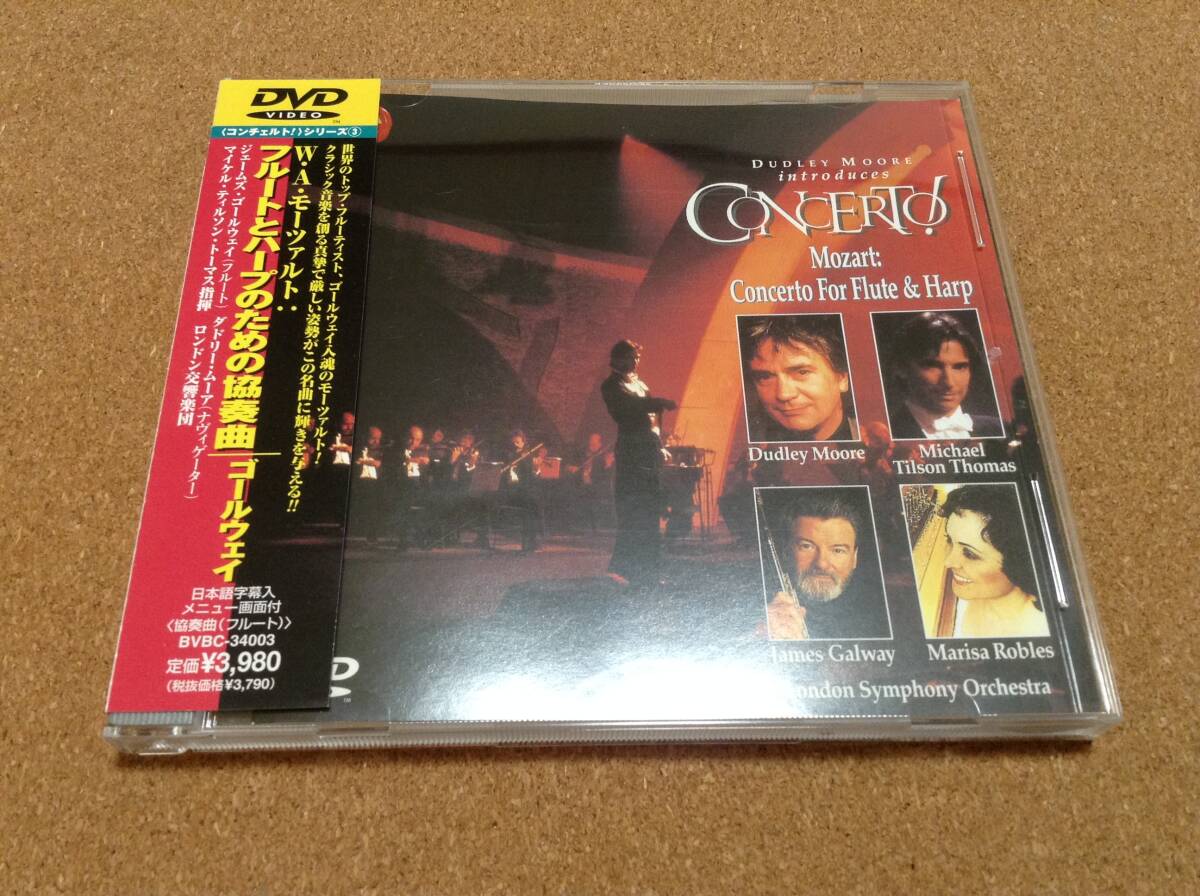 DVD
VIDEO
TM
〈コンチェルト!〉シリーズ③
世界のトップ・フルーティスト、ゴールウェイ入魂のモーツァルト!
クラシック音楽を創る真摯で厳しい姿勢がこの名曲に輝きを与える!!
W・A・モーツァルト:
フルートとハープのための協奏曲 ゴールウェイ
ジェームズ・ゴールウェイ(フルート) ダドリー・ムーア(ナヴィゲーター)
マイケル・ティルソン・トーマス指揮 ロンドン交響楽団
日本語字幕入
メニュー画面付
〈協奏曲(フルート)〉
BVBC-34003
定価¥3,980
(税抜価格¥3,790)
DUDLEY MOORE
introduces
CONCERTO!
Mozart:
Concerto For Flute & Harp
Dudley Moore
Michael
Tilson Thomas
James Galway
Marisa Robles
London Symphony Orchestra